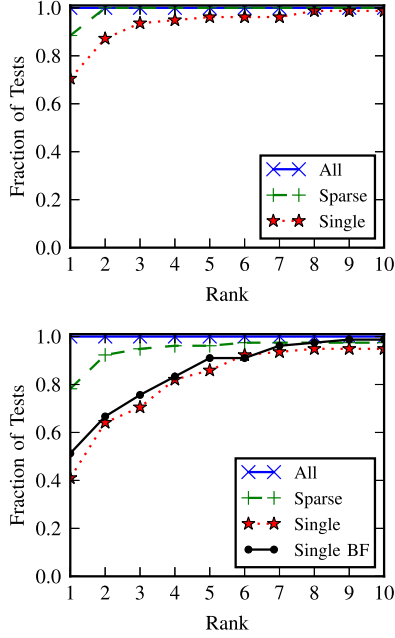 1.0
0.8
0.6
0.4
0.2
0.0
Fraction of Tests
All
Sparse
Single
1 2 3 4 5 6 7 8 9 10
Rank
1.0
0.8
0.6
0.4
0.2
0.0
Fraction of Tests
All
Sparse
Single
Single BF
1 2 3 4 5 6 7 8 9 10
Rank